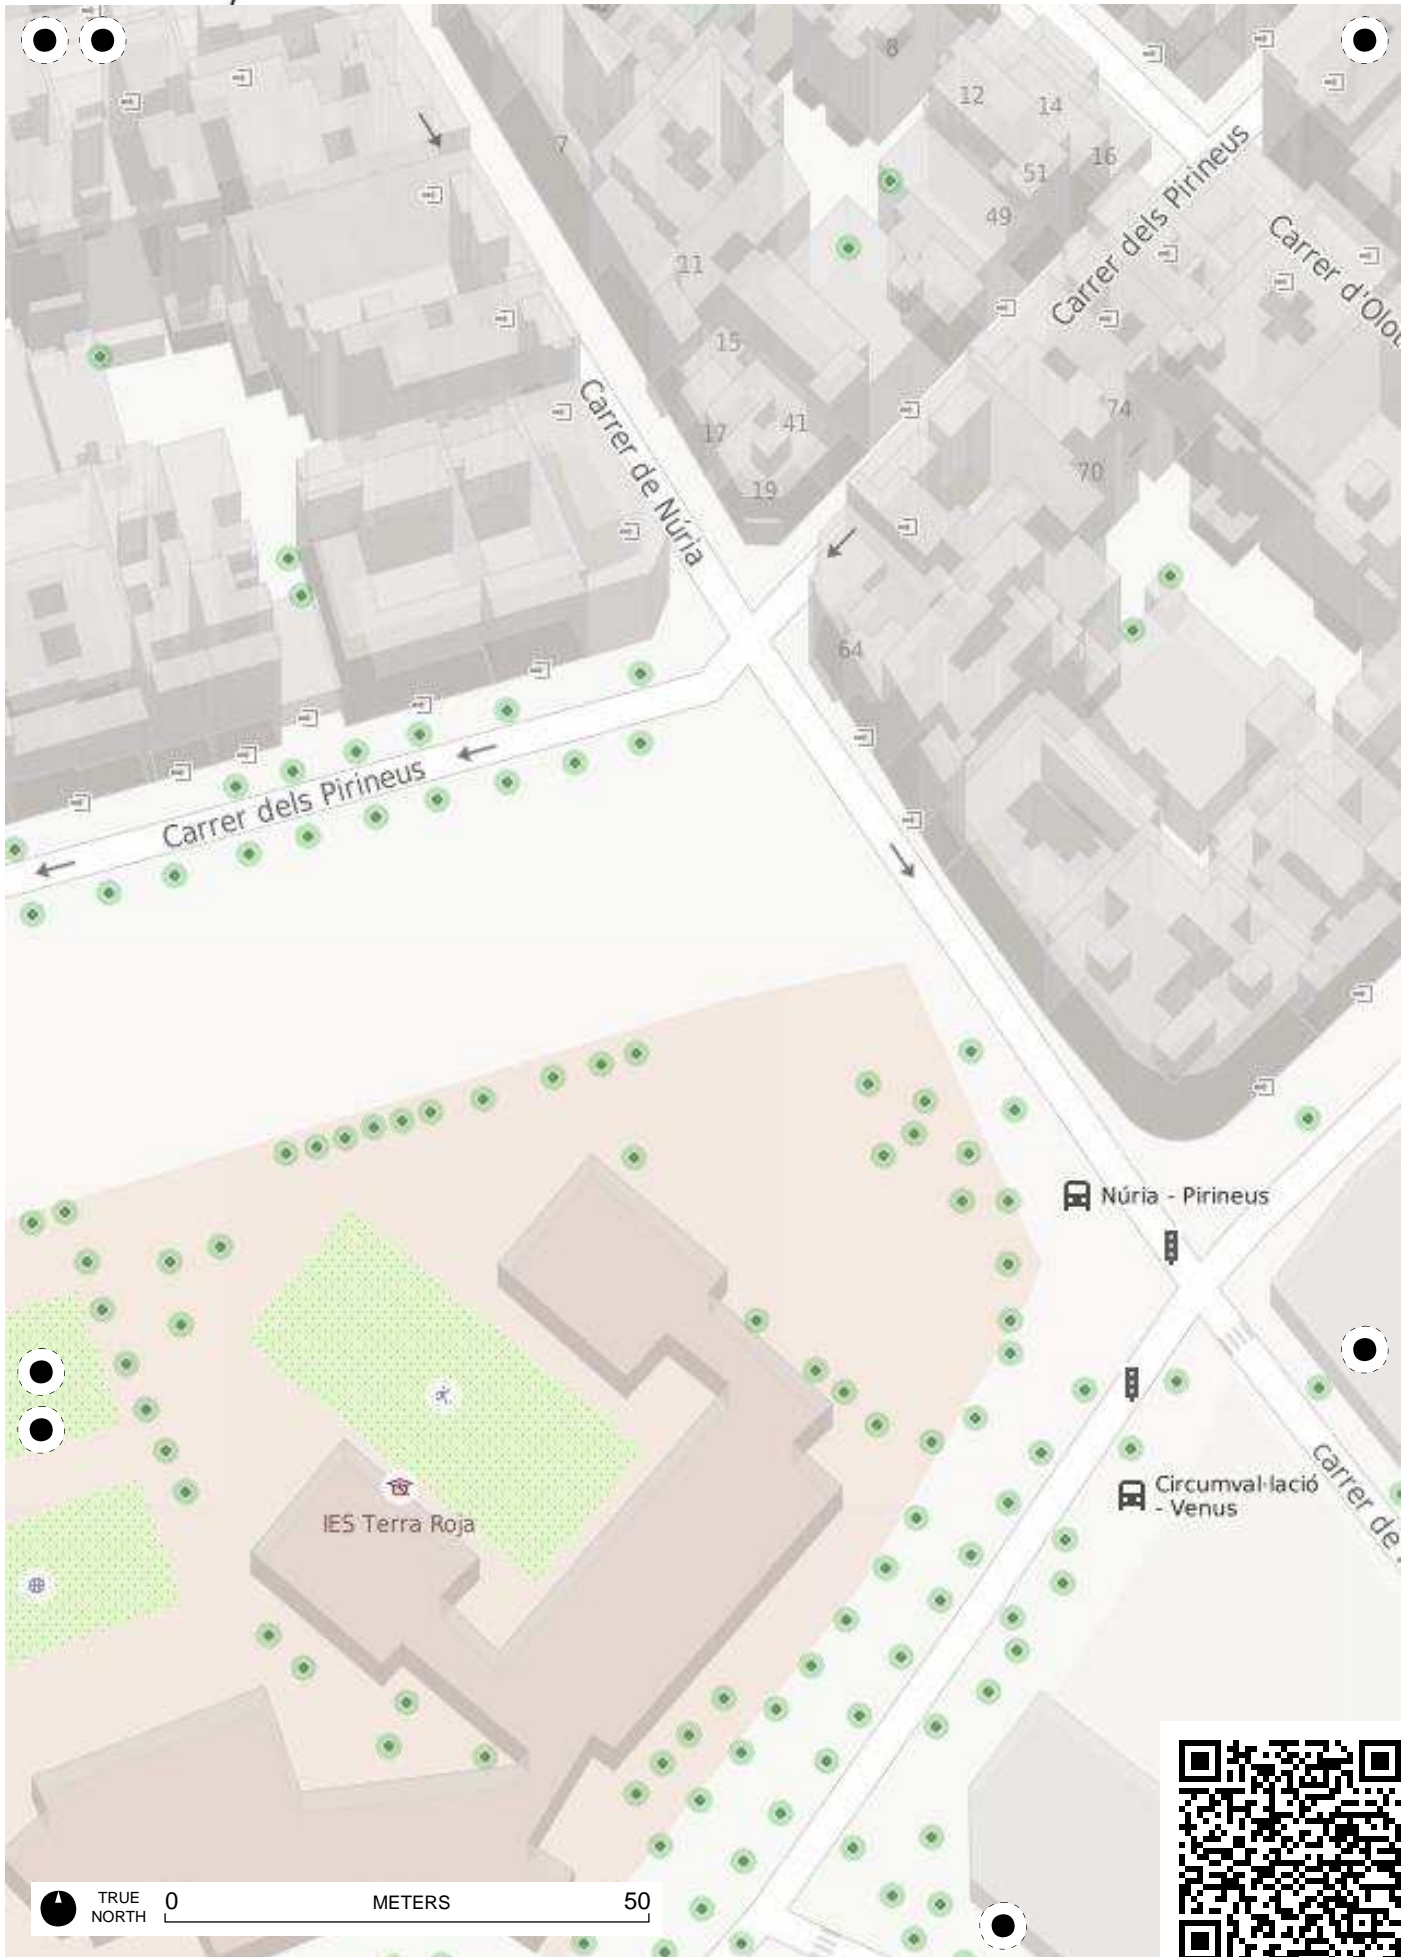 8
12
14
7
16
51
49
Carrer dels Pirineus
Carrer d'Olot
11
15
74
17
41
70
19
Carrer de Núria
64
Carrer dels Pirineus
Núria - Pirineus
Circumval·lació
- Venus
carrer de
IES Terra Roja
TRUE
NORTH
0
METERS
50